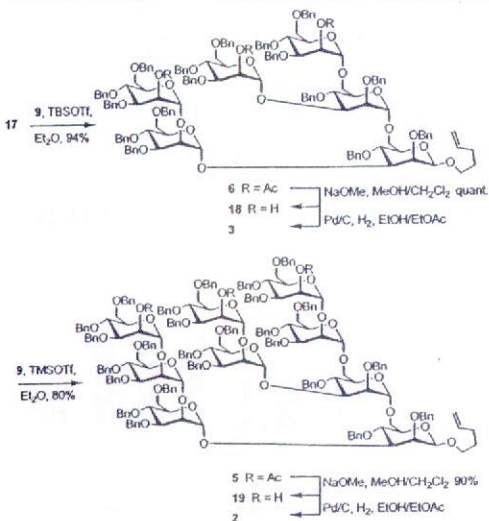 OBn
OR
BnO
BnO
OBn
OR
BnO
BnO
OBn
OR
BnO
BnO
OBn
BnO
BnO
O
O
OBn
BnO
O
O
OBn
BnO
O
O
17
9, TBSOTf,
Et₂O, 94%
6 R = Ac
NaOMe, MeOH/CH₂Cl₂ quant.
18 R = H
Pd/C, H₂, EtOH/EtOAc
3
OBn
OR
BnO
BnO
OBn
OR
BnO
BnO
OBn
OR
BnO
BnO
OBn
BnO
BnO
OBn
BnO
BnO
OBn
BnO
BnO
OBn
BnO
BnO
O
O
OBn
BnO
O
O
OBn
BnO
O
O
9, TMSOTf,
Et₂O, 80%
5 R = Ac
NaOMe, MeOH/CH₂Cl₂ 90%
19 R = H
Pd/C, H₂, EtOH/EtOAc
2